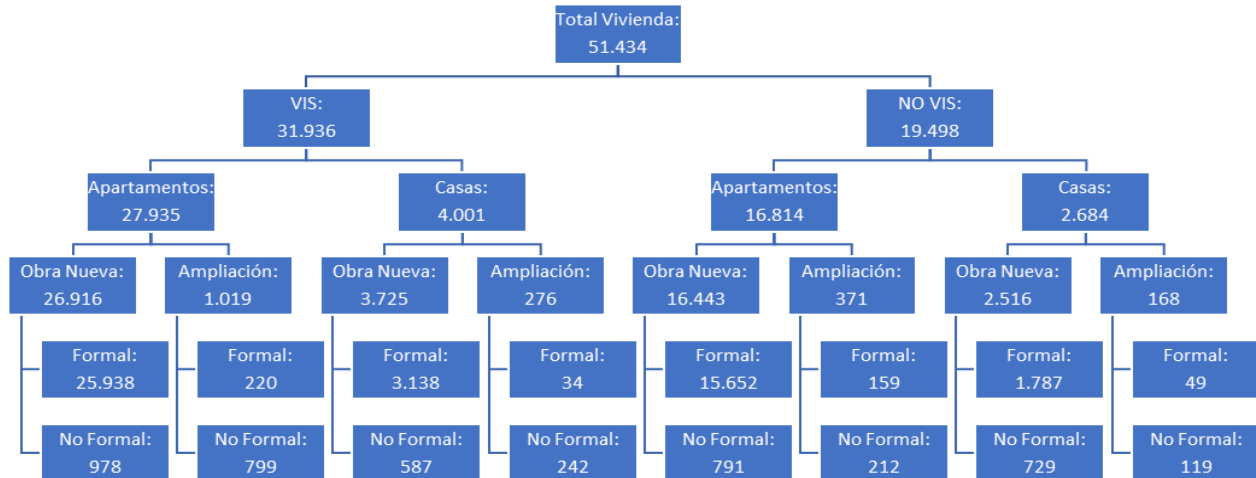 Total Vivienda:
51.434
VIS:
31.936
NO VIS:
19.498
Apartamentos:
27.935
Casas:
4.001
Apartamentos:
16.814
Casas:
2.684
Obra Nueva:
26.916
Ampliación:
1.019
Obra Nueva:
3.725
Ampliación:
276
Obra Nueva:
16.443
Ampliación:
371
Obra Nueva:
2.516
Ampliación:
168
Formal:
25.938
Formal:
220
Formal:
3.138
Formal:
34
Formal:
15.652
Formal:
159
Formal:
1.787
Formal:
49
No Formal:
978
No Formal:
799
No Formal:
587
No Formal:
242
No Formal:
791
No Formal:
212
No Formal:
729
No Formal:
119